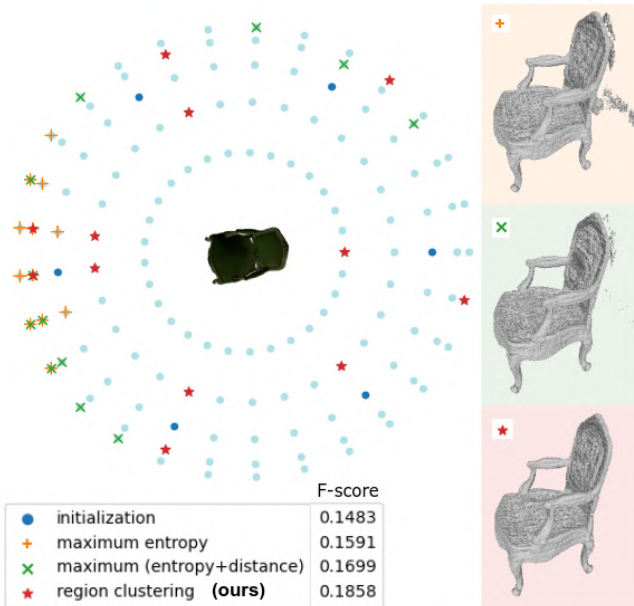 F-score
initialization 0.1483
maximum entropy 0.1591
maximum (entropy+distance) 0.1699
region clustering (ours) 0.1858